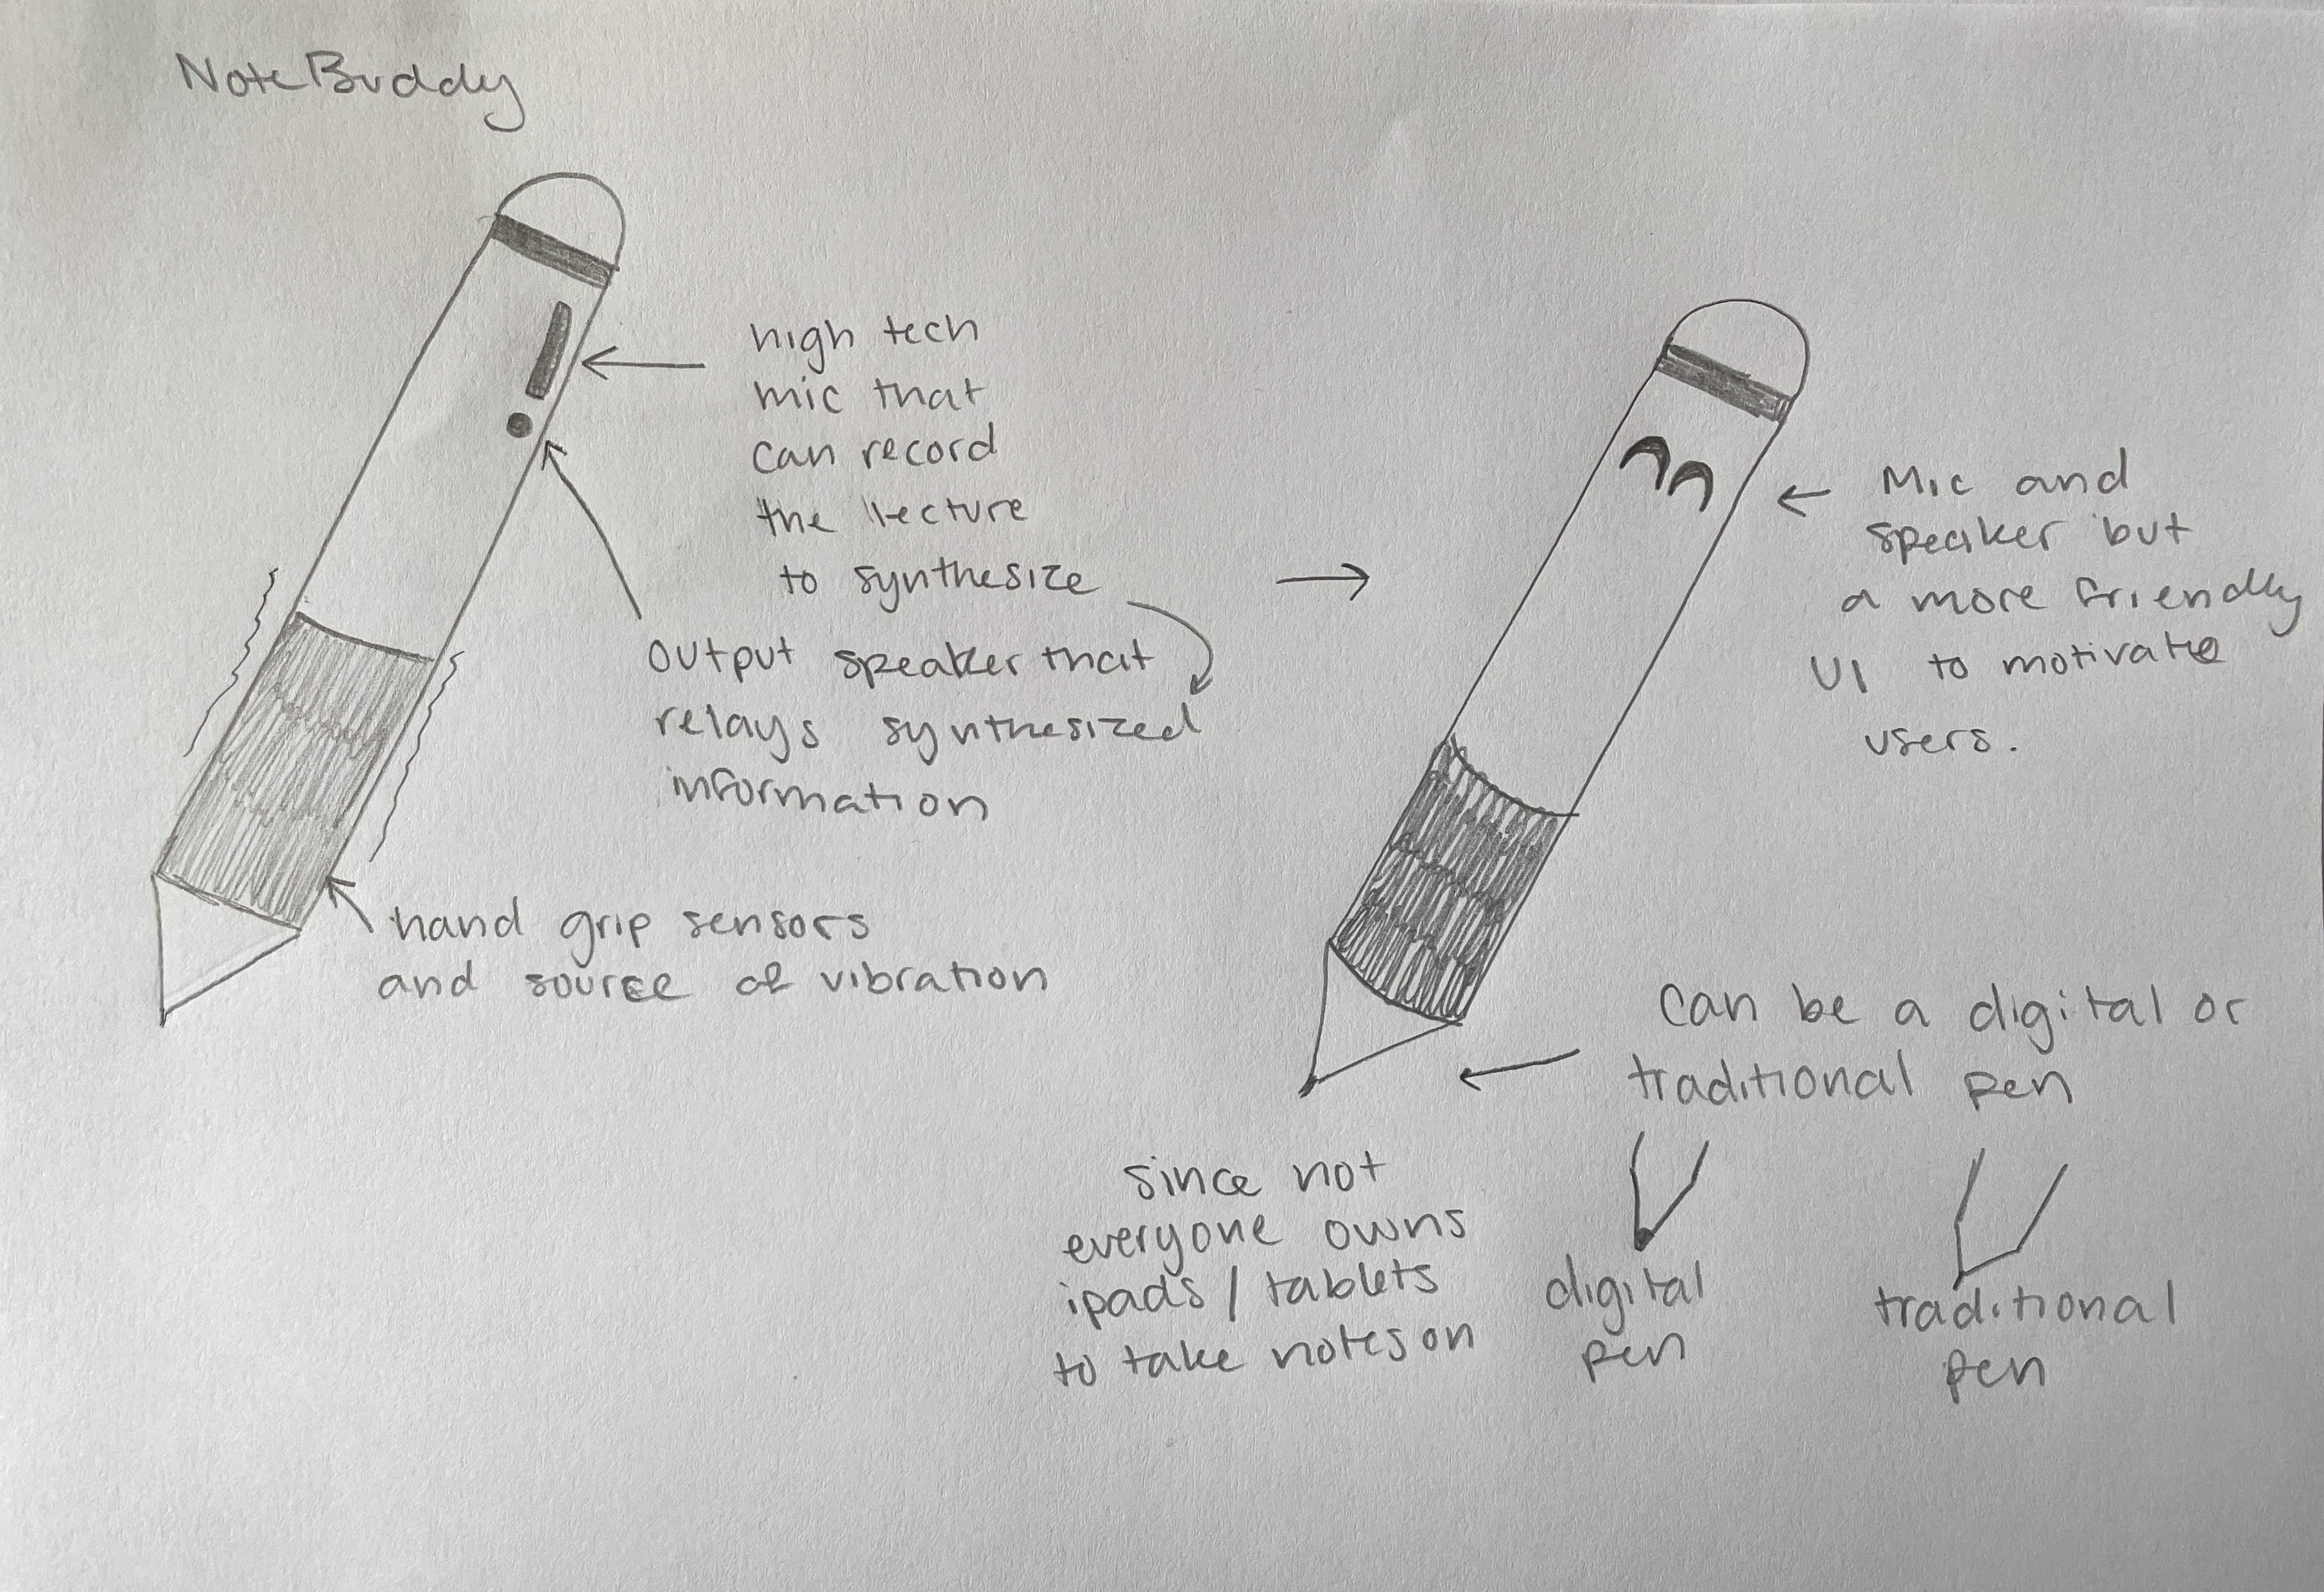 NoteBuddy
high tech
mic that
can record
the lecture
to synthesize
output speaker that
relays synthesized
information
hand grip sensors
and source of vibration
Mic and
speaker but
a more friendly
UI to motivate
users.
can be a digital or
traditional pen
since not
everyone owns
ipads / tablets
to take notes on
digital
pen
traditional
pen